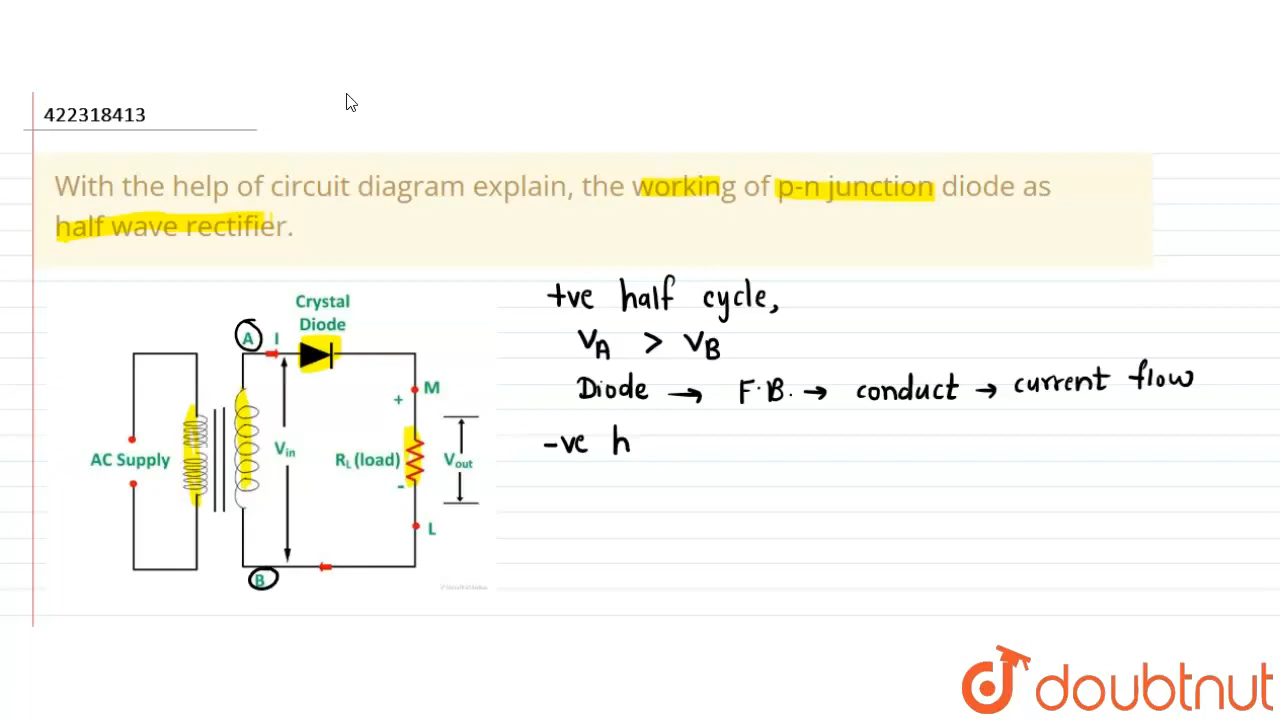 422318413
With the help of circuit diagram explain, the working of p-n junction diode as
half wave rectifier.
Crystal
Diode
A I
M
+
AC Supply
Vin
RL (load)
Vout
-
L
B
+ve half cycle,
VA > VB
Diode → F.B. → conduct → current flow
-ve h
doubtnut